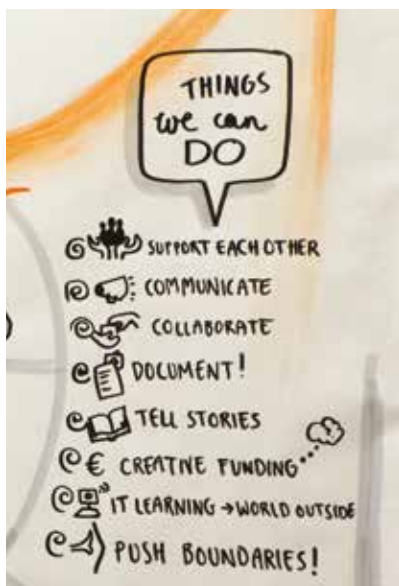 THINGS
we can
DO
SUPPORT EACH OTHER
COMMUNICATE
COLLABORATE
DOCUMENT!
TELL STORIES
€ CREATIVE FUNDING
IT LEARNING → WORLD OUTSIDE
PUSH BOUNDARIES!